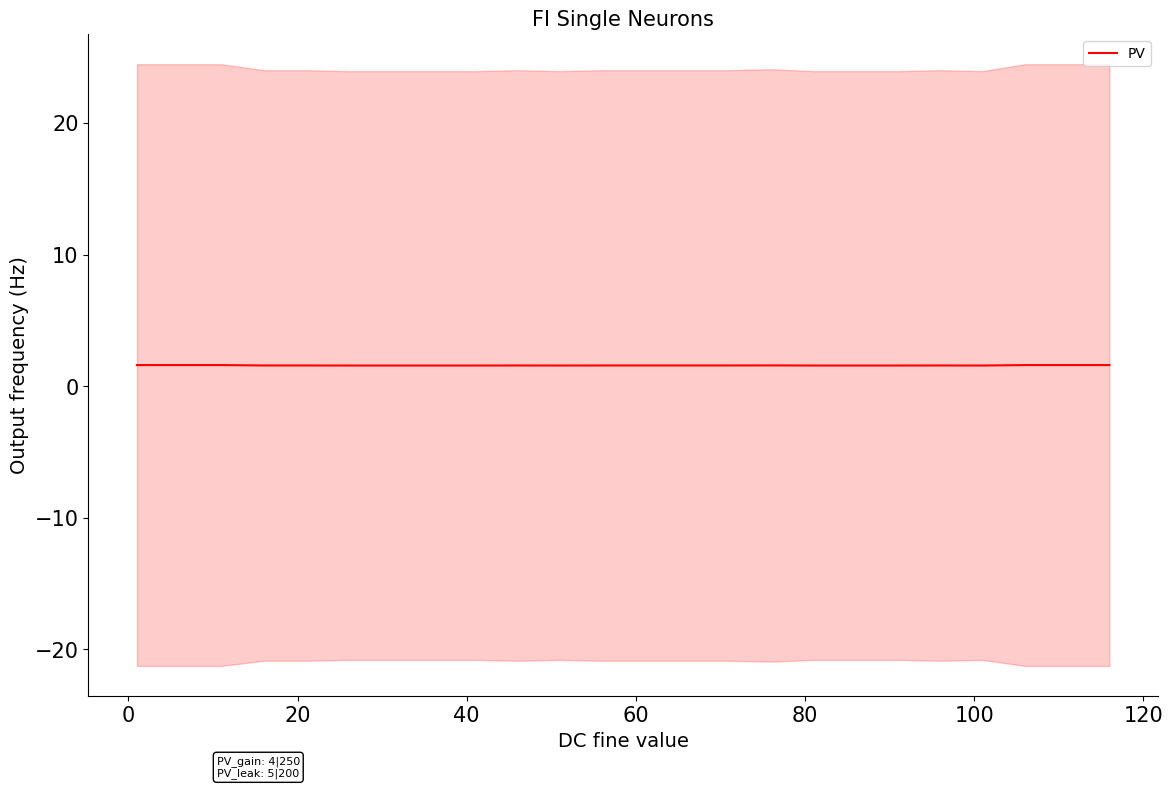 FI Single Neurons
PV
Output frequency (Hz)
20
10
0
−10
−20
0 20 40 60 80 100 120
DC fine value
PV_gain: 4|250
PV_leak: 5|200